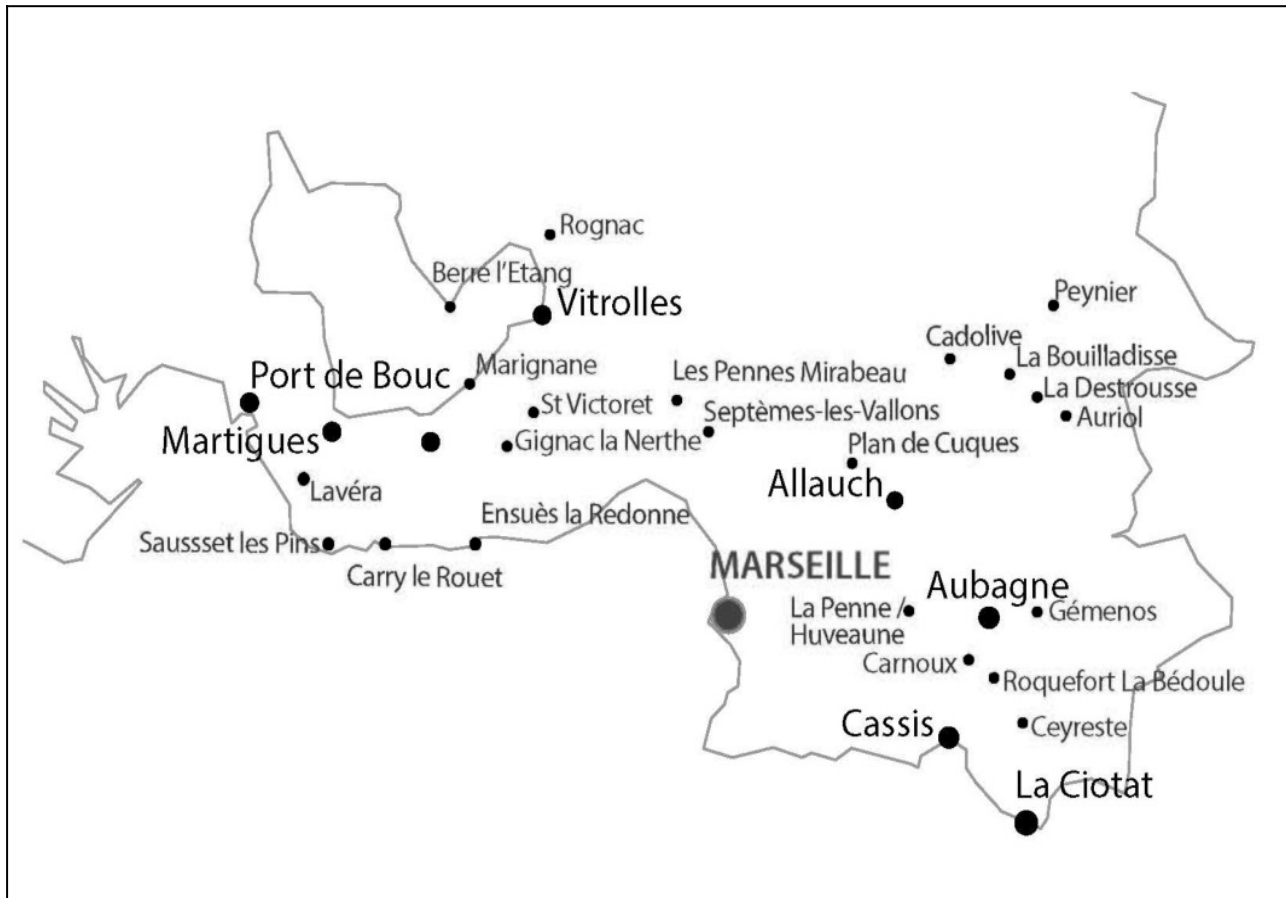 Rognac
Berre l'Etang
Vitrolles
Peynier
Cadolive
La Bouilladisse
Marignane
Port de Bouc
Les Pennes Mirabeau
La Destrousse
St Victoret
Septèmes-les-Vallons
Auriol
Martigues
Gignac la Nerthe
Plan de Cuques
Lavéra
Allauch
Ensuès la Redonne
Saussset les Pins
Carry le Rouet
MARSEILLE
Aubagne
La Penne /
Huveaune
Gémenos
Carnoux
Roquefort La Bédoule
Cassis
Ceyreste
La Ciotat